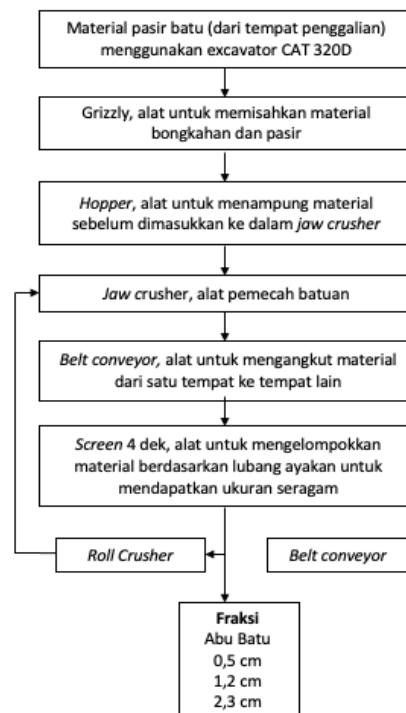 Material pasir batu (dari tempat penggalian)
menggunakan excavator CAT 320D
Grizzly, alat untuk memisahkan material
bongkahan dan pasir
Hopper, alat untuk menampung material
sebelum dimasukkan ke dalam jaw crusher
Jaw crusher, alat pemecah batuan
Belt conveyor, alat untuk mengangkut material
dari satu tempat ke tempat lain
Screen 4 dek, alat untuk mengelompokkan
material berdasarkan lubang ayakan untuk
mendapatkan ukuran seragam
Roll Crusher
Belt conveyor
Fraksi
Abu Batu
0,5 cm
1,2 cm
2,3 cm